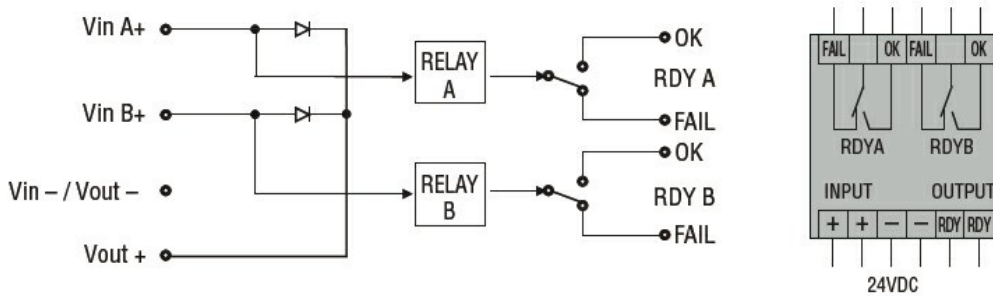 Vin A+
Vin B+
Vin – / Vout –
Vout +
RELAY
A
RELAY
B
OK
RDY A
FAIL
OK
RDY B
FAIL
FAIL OK FAIL OK
RDYA RDYB
INPUT OUTPUT
+ + – – RDY RDY
24VDC